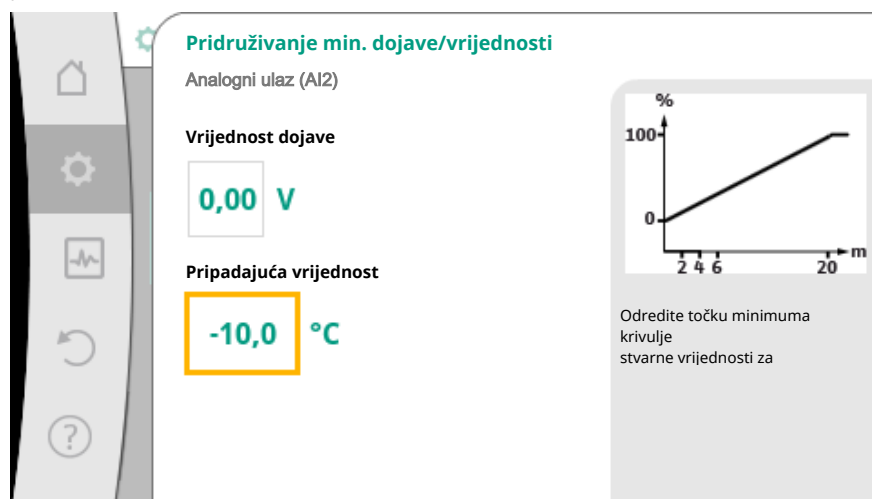 Pridruživanje min. dojave/vrijednosti
Analogni ulaz (AI2)
Vrijednost dojave
0,00 V
Pripadajuća vrijednost
-10,0 °C
%
100
0
2 4 6 20 m
Odredite točku minimuma
krivulje
stvarne vrijednosti za
?